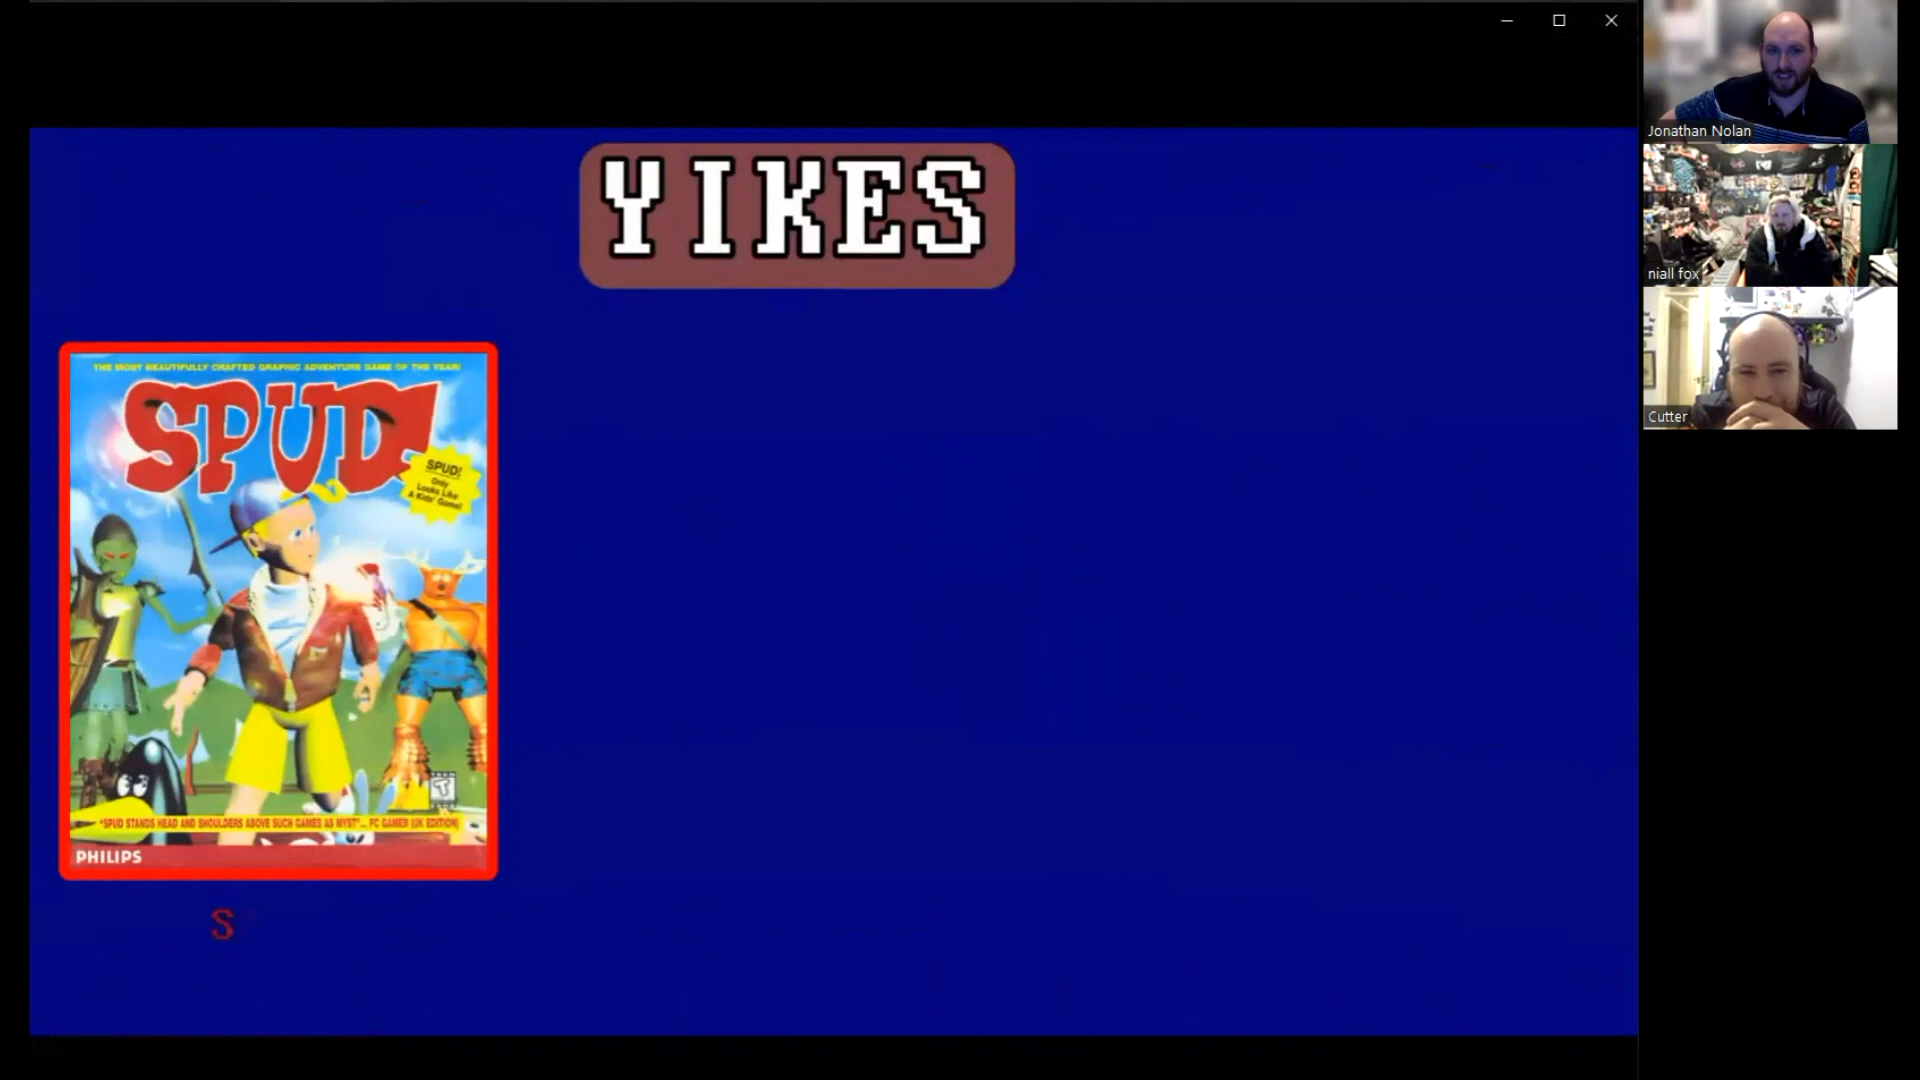 YIKES
THE MOST BEAUTIFULLY CRAFTED GRAPHIC ADVENTURE GAME OF THE YEAR!
SPUD!
SPUD!
Only
Looks Like
A Kids' Game!
TEEN
T
"SPUD STANDS HEAD AND SHOULDERS ABOVE SUCH GAMES AS MYST"... PC GAMER (UK EDITION)
PHILIPS
S
Jonathan Nolan
niall fox
Cutter